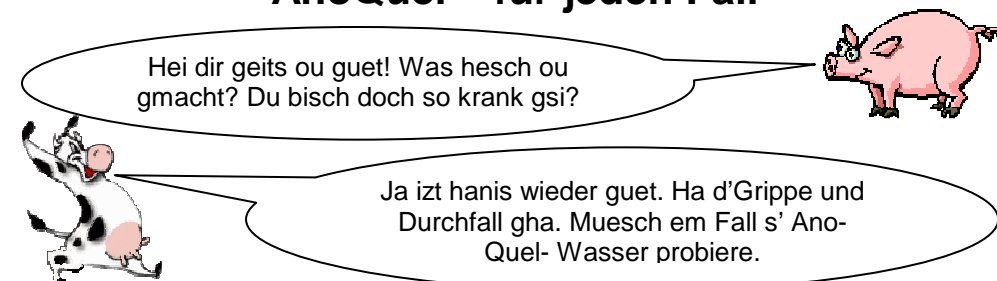 AnoQuel – für jeden Fall
Hei dir geits ou guet! Was hesch ou
gmacht? Du bisch doch so krank gsi?
Ja izt hanis wieder guet. Ha d'Grippe und
Durchfall gha. Muesch em Fall s' Ano-
Quel- Wasser probiere.